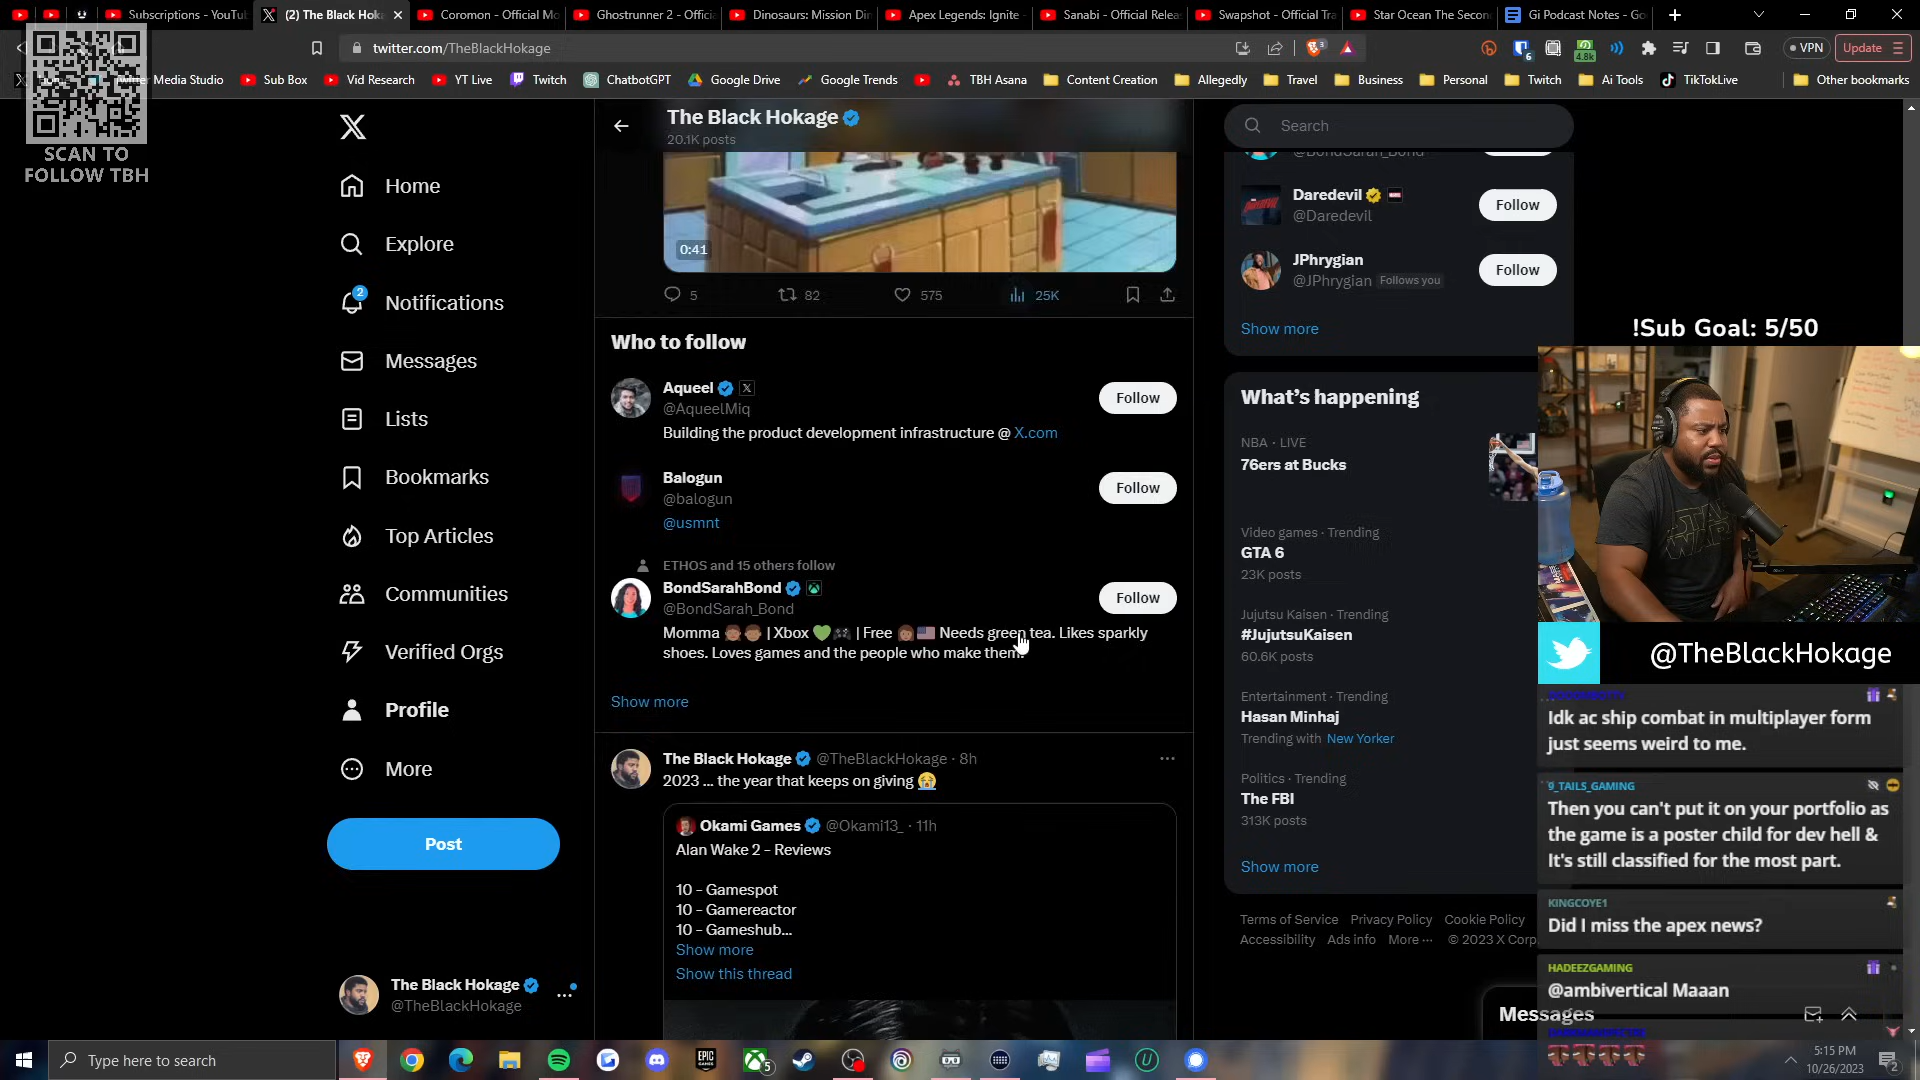 Subscriptions - YouTu
(2) The Black Hoka
Coromon - Official Mo
Ghostrunner 2 - Offici
Dinosaurs: Mission Din
Apex Legends: Ignite -
Sanabi - Official Releas
Swapshot - Official Tra
Star Ocean The Secon
Gi Podcast Notes - Go
twitter.com/TheBlackHokage
VPN
Update
Twitter Media Studio
Sub Box
Vid Research
YT Live
Twitch
ChatbotGPT
Google Drive
Google Trends
TBH Asana
Content Creation
Allegedly
Travel
Business
Personal
Twitch
Ai Tools
TikTokLive
Other bookmarks
SCAN TO
FOLLOW TBH
Home
Explore
2
Notifications
Messages
Lists
Bookmarks
Top Articles
Communities
Verified Orgs
Profile
More
Post
The Black Hokage
@TheBlackHokage
The Black Hokage
20.1K posts
0:41
5
82
575
25K
Who to follow
Aqueel
@AqueelMiq
Building the product development infrastructure @ X.com
Follow
Balogun
@balogun
@usmnt
Follow
ETHOS and 15 others follow
BondSarahBond
@BondSarah_Bond
Momma 👩🏽👦🏽 | Xbox 💚🎮 | Free 👩🏽🇺🇸 Needs green tea. Likes sparkly
shoes. Loves games and the people who make them.
Follow
Show more
The Black Hokage @TheBlackHokage · 8h
2023 ... the year that keeps on giving 😭
Okami Games @Okami13_ · 11h
Alan Wake 2 - Reviews
10 - Gamespot
10 - Gamereactor
10 - Gameshub...
Show more
Show this thread
Search
@BondSarah_Bond
Daredevil
@Daredevil
Follow
JPhrygian
@JPhrygian Follows you
Follow
Show more
What's happening
NBA · LIVE
76ers at Bucks
Video games · Trending
GTA 6
23K posts
Jujutsu Kaisen · Trending
#JujutsuKaisen
60.6K posts
Entertainment · Trending
Hasan Minhaj
Trending with New Yorker
Politics · Trending
The FBI
313K posts
Show more
Terms of Service Privacy Policy Cookie Policy
Accessibility Ads info More ··· © 2023 X Corp
Messages
!Sub Goal: 5/50
STAR WARS
@TheBlackHokage
Idk ac ship combat in multiplayer form
just seems weird to me.
9_TAILS_GAMING
Then you can't put it on your portfolio as
the game is a poster child for dev hell &
It's still classified for the most part.
KINGCOYE1
Did I miss the apex news?
HADEEZGAMING
@ambivertical Maaan
Type here to search
5:15 PM
10/26/2023